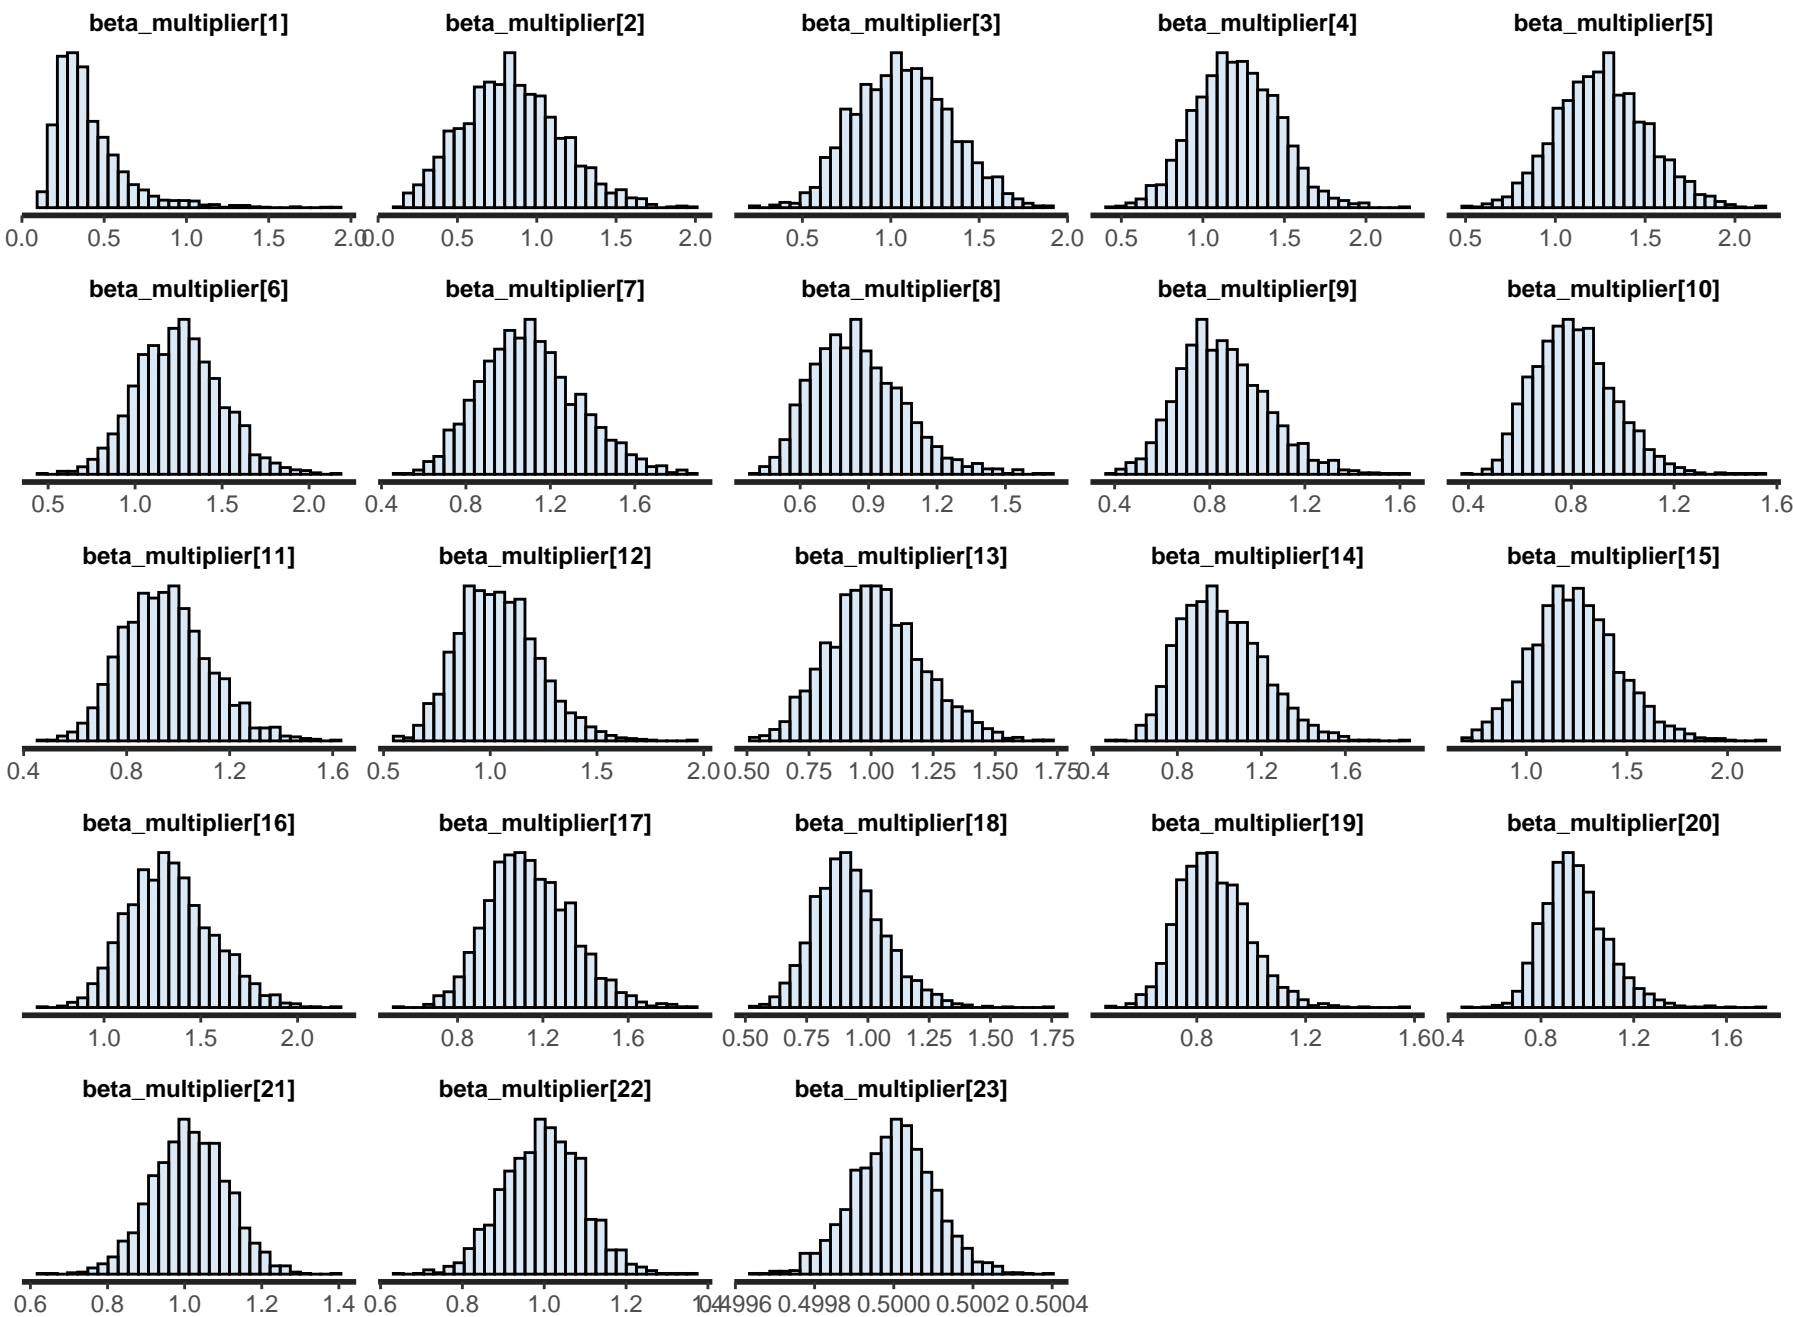 beta_multiplier[1] beta_multiplier[2] beta_multiplier[3] beta_multiplier[4] beta_multiplier[5]
0.0 0.5 1.0 1.5 2.0 0.0 0.5 1.0 1.5 2.0 0.5 1.0 1.5 2.0 0.5 1.0 1.5 2.0 0.5 1.0 1.5 2.0
beta_multiplier[6] beta_multiplier[7] beta_multiplier[8] beta_multiplier[9] beta_multiplier[10]
0.5 1.0 1.5 2.0 0.4 0.8 1.2 1.6 0.6 0.9 1.2 1.5 0.4 0.8 1.2 1.6 0.4 0.8 1.2 1.6
beta_multiplier[11] beta_multiplier[12] beta_multiplier[13] beta_multiplier[14] beta_multiplier[15]
0.4 0.8 1.2 1.6 0.5 1.0 1.5 2.0 0.50 0.75 1.00 1.25 1.50 1.75 0.4 0.8 1.2 1.6 1.0 1.5 2.0
beta_multiplier[16] beta_multiplier[17] beta_multiplier[18] beta_multiplier[19] beta_multiplier[20]
1.0 1.5 2.0 0.8 1.2 1.6 0.50 0.75 1.00 1.25 1.50 1.75 0.8 1.2 1.6 0.4 0.8 1.2 1.6
beta_multiplier[21] beta_multiplier[22] beta_multiplier[23]
0.6 0.8 1.0 1.2 1.4 0.6 0.8 1.0 1.2 1.4 0.4996 0.4998 0.5000 0.5002 0.5004